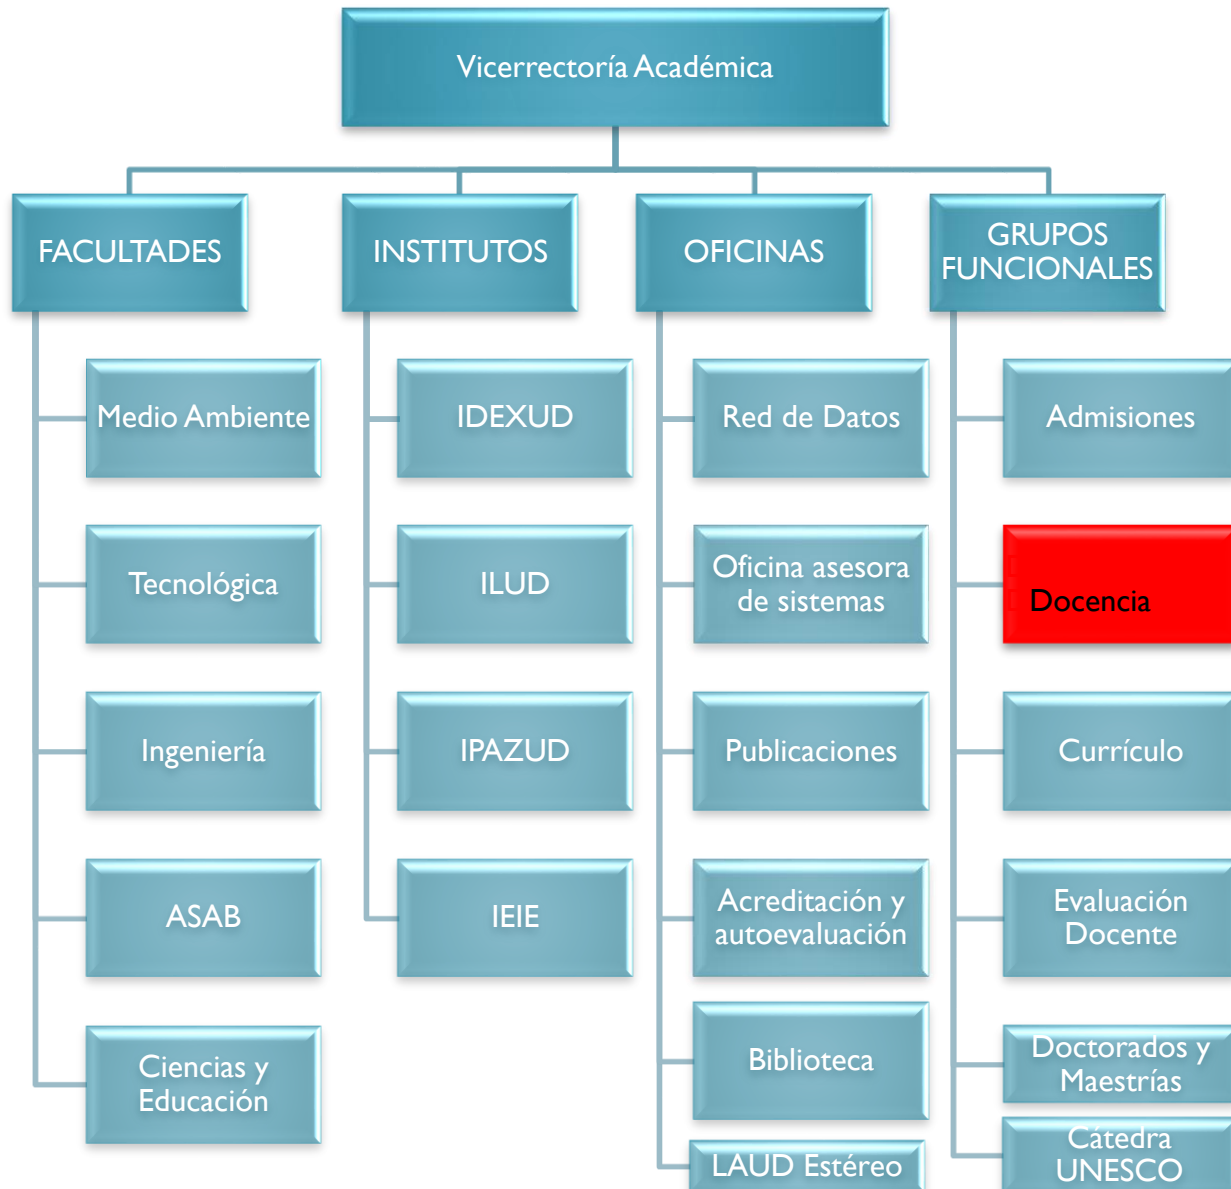 Vicerrectoría Académica
FACULTADES
INSTITUTOS
OFICINAS
GRUPOS
FUNCIONALES
Medio Ambiente
Tecnológica
Ingeniería
ASAB
Ciencias y
Educación
IDEXUD
ILUD
IPAZUD
IEIE
Red de Datos
Oficina asesora
de sistemas
Publicaciones
Acreditación y
autoevaluación
Biblioteca
LAUD Estéreo
Admisiones
Docencia
Currículo
Evaluación
Docente
Doctorados y
Maestrías
Cátedra
UNESCO